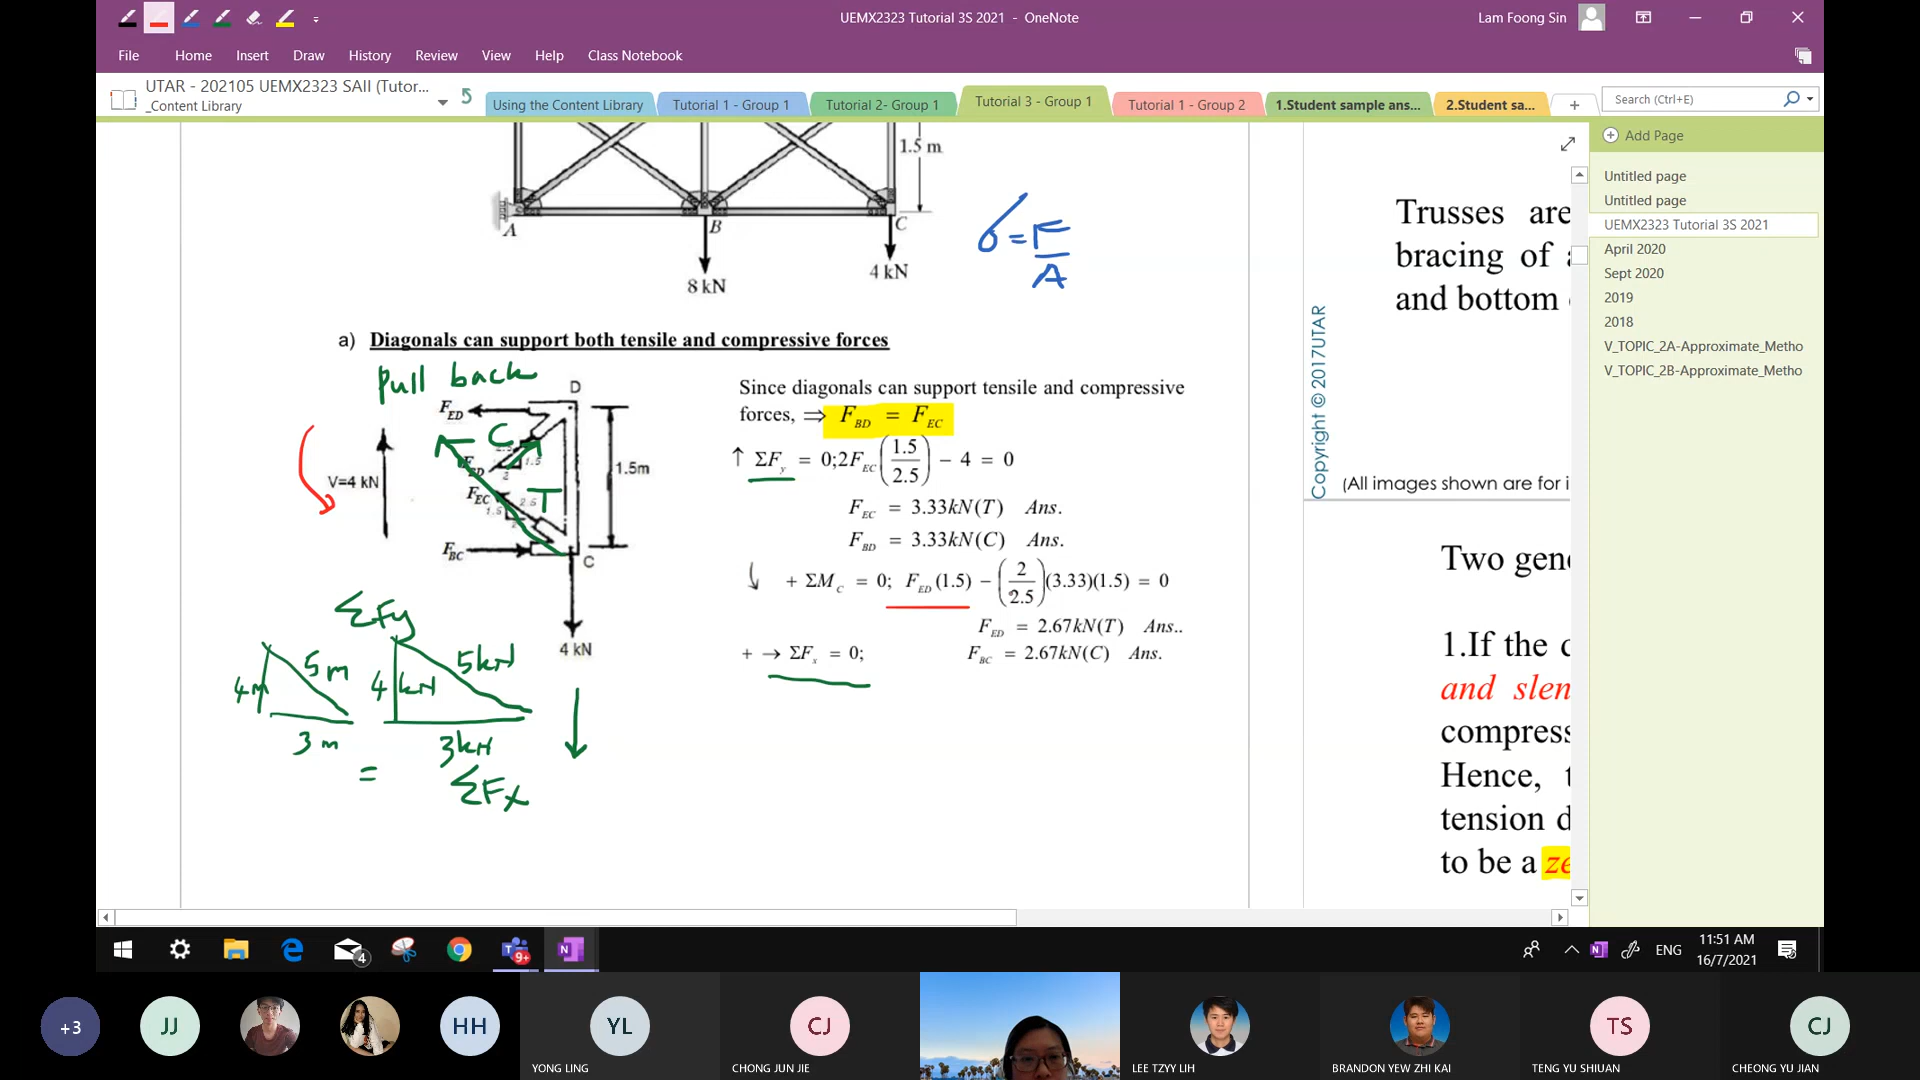 UEMX2323 Tutorial 3S 2021 - OneNote
Lam Foong Sin
File Home Insert Draw History Review View Help Class Notebook
UTAR - 202105 UEMX2323 SAII (Tutor...
_Content Library
Using the Content Library
Tutorial 1 - Group 1
Tutorial 2- Group 1
Tutorial 3 - Group 1
Tutorial 1 - Group 2
1.Student sample ans...
2.Student sa...
+
Search (Ctrl+E)
Add Page
Untitled page
Untitled page
UEMX2323 Tutorial 3S 2021
April 2020
Sept 2020
2019
2018
V_TOPIC_2A-Approximate_Metho
V_TOPIC_2B-Approximate_Metho
1.5 m
A
B
C
8 kN
4 kN
σ = F/A
a) Diagonals can support both tensile and compressive forces
Pull back
D
F_ED
C
1.5
2
V=4 kN
F_EC
T
2.5
1.5
1.5m
F_BC
C
4 kN
ΣFy
4m
5m
3m
4 kN
5kN
3kN
=
ΣFx
Since diagonals can support tensile and compressive
forces, ⇒ F_BD = F_EC
↑ ΣF_y = 0;2F_EC(1.5/2.5) − 4 = 0
F_EC = 3.33kN(T) Ans.
F_BD = 3.33kN(C) Ans.
+ ΣM_C = 0; F_ED(1.5) − (2/2.5)(3.33)(1.5) = 0
F_ED = 2.67kN(T) Ans..
+ → ΣF_x = 0; F_BC = 2.67kN(C) Ans.
Copyright © 2017UTAR
Trusses are
bracing of
and bottom
(All images shown are for i
Two gen
1.If the
and slen
compress
Hence,
tension d
to be a ze
4
9+
ENG
11:51 AM
16/7/2021
+3
JJ
HH
YL
YONG LING
CJ
CHONG JUN JIE
LEE TZYY LIH
BRANDON YEW ZHI KAI
TS
TENG YU SHIUAN
CJ
CHEONG YU JIAN